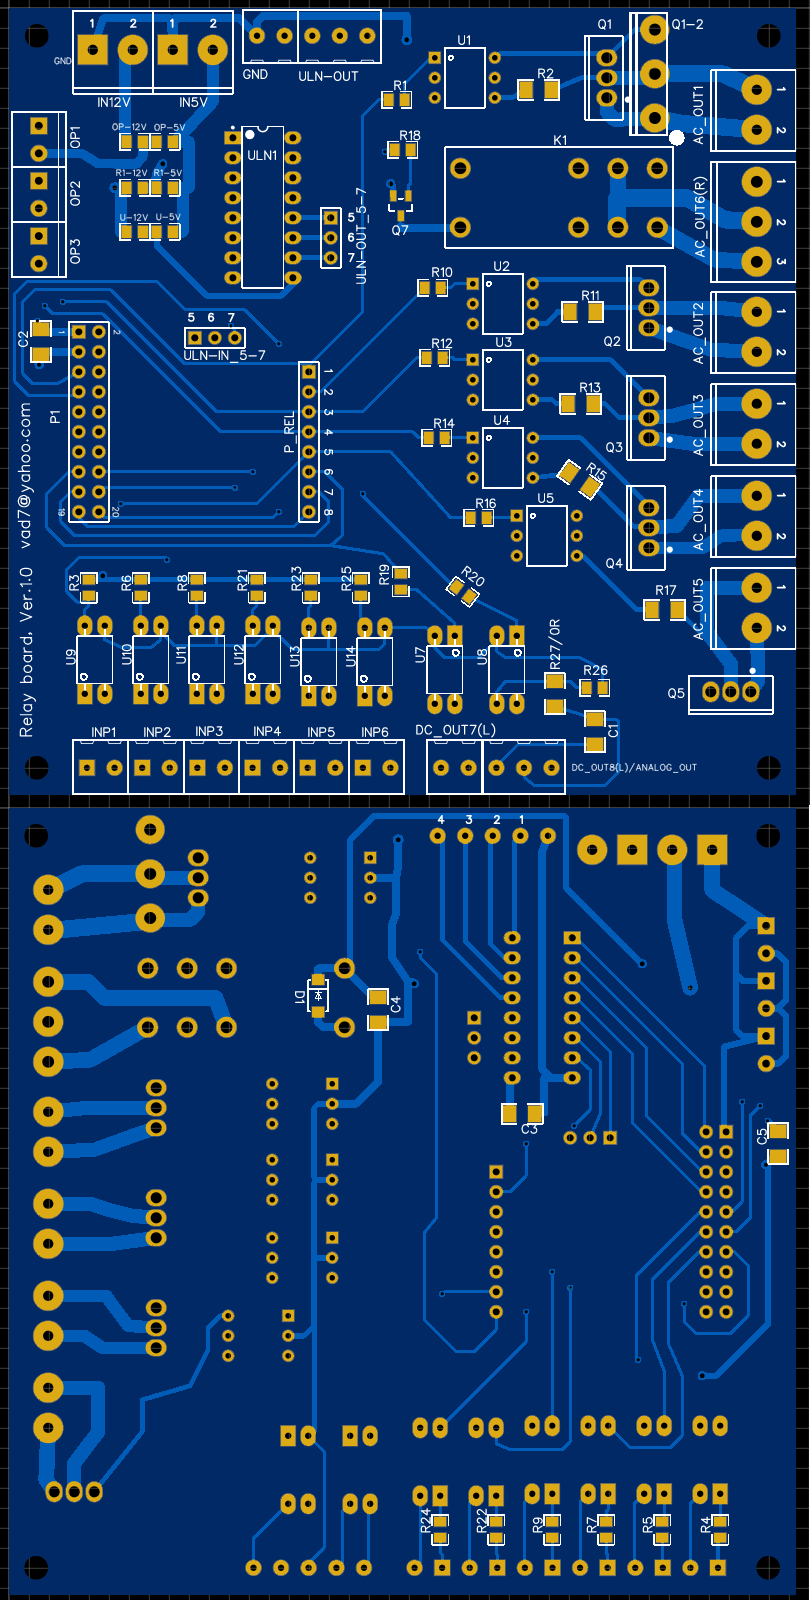 1 2 1 2
GND
IN12V IN5V
GND ULN-OUT
U1
Q1 Q1-2
R1 R2
AC_OUT1
1
2
OP1
OP2
OP3
OP-12V OP-5V
R1-12V R1-5V
U-12V U-5V
ULN1
R18
K1
Q7
ULN-OUT_5-7
5
6
7
AC_OUT6(R)
1
2
3
R10 U2
R11
Q2
AC_OUT2
1
2
C2
5 6 7
ULN-IN_5-7
R12 U3
R13
Q3
AC_OUT3
1
2
P1
1 2
19 20
P_REL
1
2
3
4
5
6
7
8
R14 U4
R15
R16 U5
Q4
AC_OUT4
1
2
R17
AC_OUT5
1
2
Q5
vad7@yahoo.com
Relay board, Ver.1.0
R3 R6 R8 R21 R23 R25 R19 R20
U9 U10 U11 U12 U13 U14 U7 U8
R27/0R
R26
C1
INP1 INP2 INP3 INP4 INP5 INP6
DC_OUT7(L)
DC_OUT8(L)/ANALOG_OUT
4 3 2 1
D1
C4
C3
C5
R24 R22 R9 R7 R5 R4